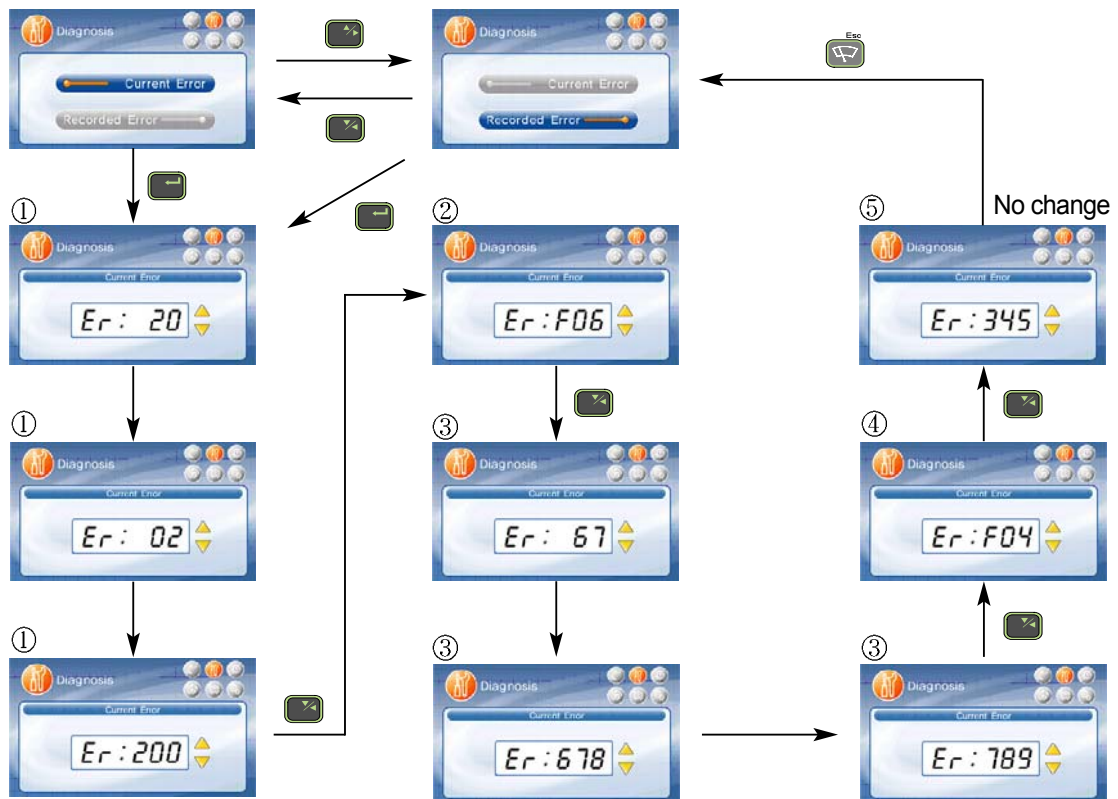 Diagnosis
Current Error
Recorded Error
Diagnosis
Current Error
Recorded Error
Esc
①
Diagnosis
Current Error
Er: 20
①
Diagnosis
Current Error
Er: 02
①
Diagnosis
Current Error
Er:200
②
Diagnosis
Current Error
Er:F06
③
Diagnosis
Current Error
Er: 67
③
Diagnosis
Current Error
Er:678
③
Diagnosis
Current Error
Er:789
④
Diagnosis
Current Error
Er:F04
⑤
No change
Diagnosis
Current Error
Er:345